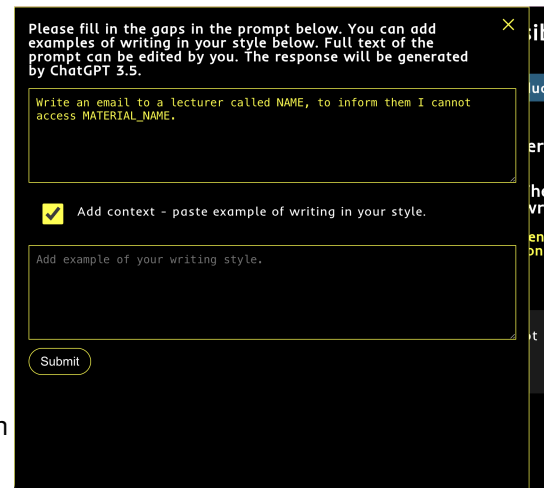 Please fill in the gaps in the prompt below. You can add
examples of writing in your style below. Full text of the
prompt can be edited by you. The response will be generated
by ChatGPT 3.5.
Write an email to a lecturer called NAME, to inform them I cannot
access MATERIAL_NAME.
Add context - paste example of writing in your style.
Add example of your writing style.
Submit